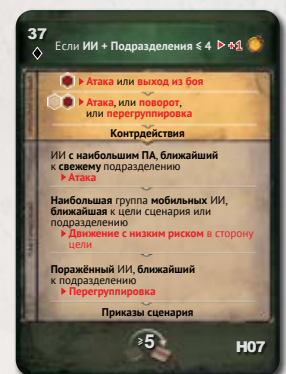 37
Если ИИ + Подразделения ⩽ 4 ▷ +1
▸ Атака или выход из боя
▸ Атака, или поворот,
или перегруппировка
Контрдействия
ИИ с наибольшим ПА, ближайший
к свежему подразделению
▸ Атака
Наибольшая группа мобильных ИИ,
ближайшая к цели сценария или
подразделению
▸ Движение с низким риском в сторону
цели
Поражённый ИИ, ближайший
к подразделению
▸ Перегруппировка
Приказы сценария
≥5
H07